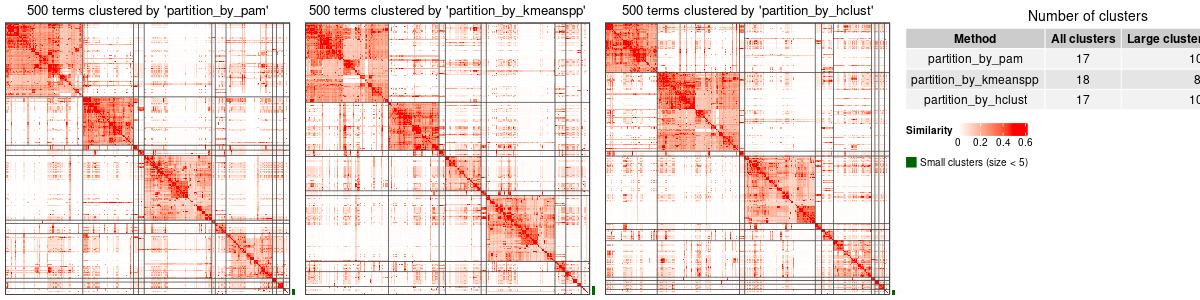 500 terms clustered by 'partition_by_pam'
500 terms clustered by 'partition_by_kmeanspp'
500 terms clustered by 'partition_by_hclust'
Number of clusters
Method All clusters Large cluster
partition_by_pam 17 10
partition_by_kmeanspp 18 8
partition_by_hclust 17 10
Similarity
0 0.2 0.4 0.6
Small clusters (size < 5)